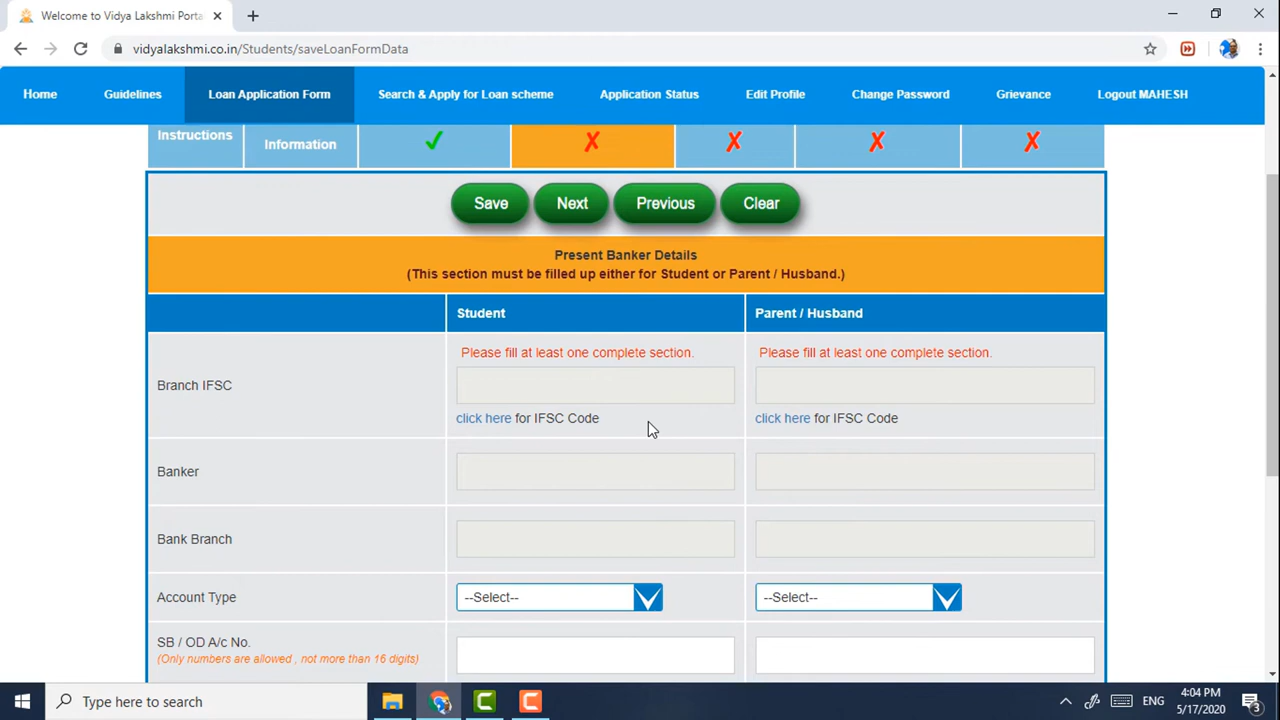 Welcome to Vidya Lakshmi Porta
vidyalakshmi.co.in/Students/saveLoanFormData
Home Guidelines Loan Application Form Search & Apply for Loan scheme Application Status Edit Profile Change Password Grievance Logout MAHESH
Instructions
Information
Save Next Previous Clear
Present Banker Details
(This section must be filled up either for Student or Parent / Husband.)
Student Parent / Husband
Please fill at least one complete section. Please fill at least one complete section.
Branch IFSC
click here for IFSC Code click here for IFSC Code
Banker
Bank Branch
Account Type --Select-- --Select--
SB / OD A/c No.
(Only numbers are allowed , not more than 16 digits)
Type here to search
ENG
4:04 PM
5/17/2020
3